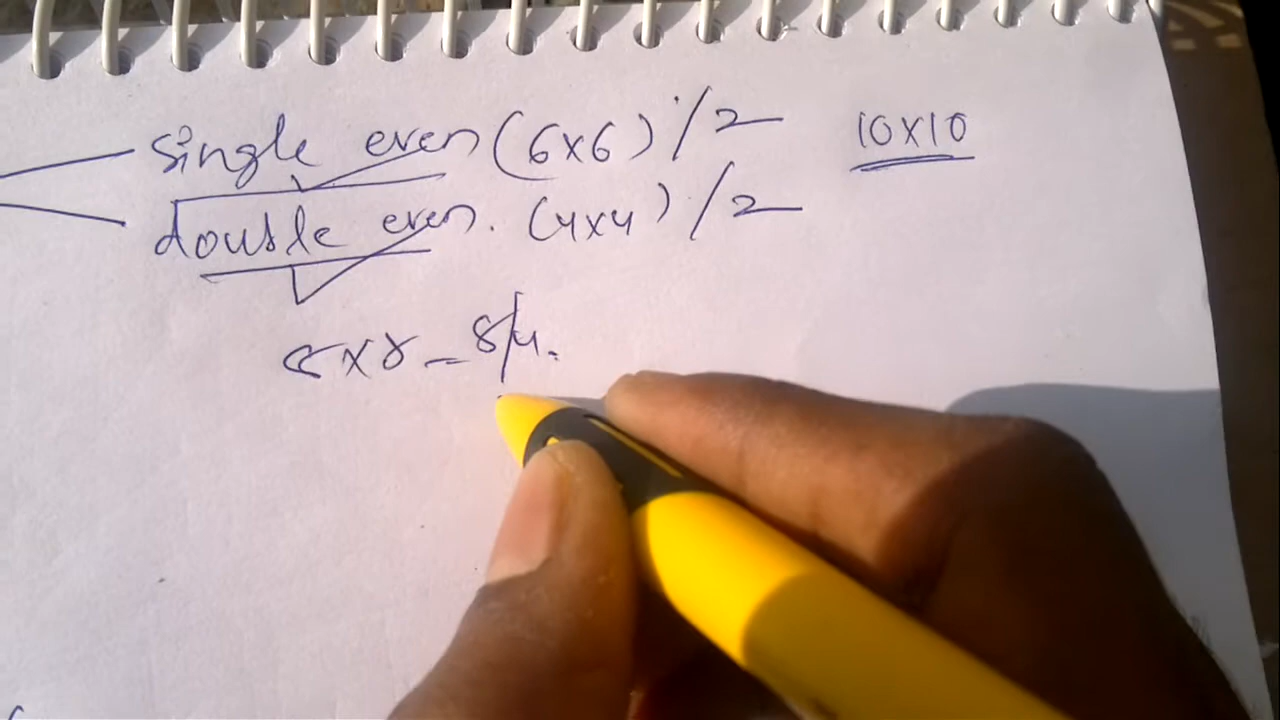 single even (6x6) /2 10x10
double even. (4x4) /2
8x8 - 8/4.